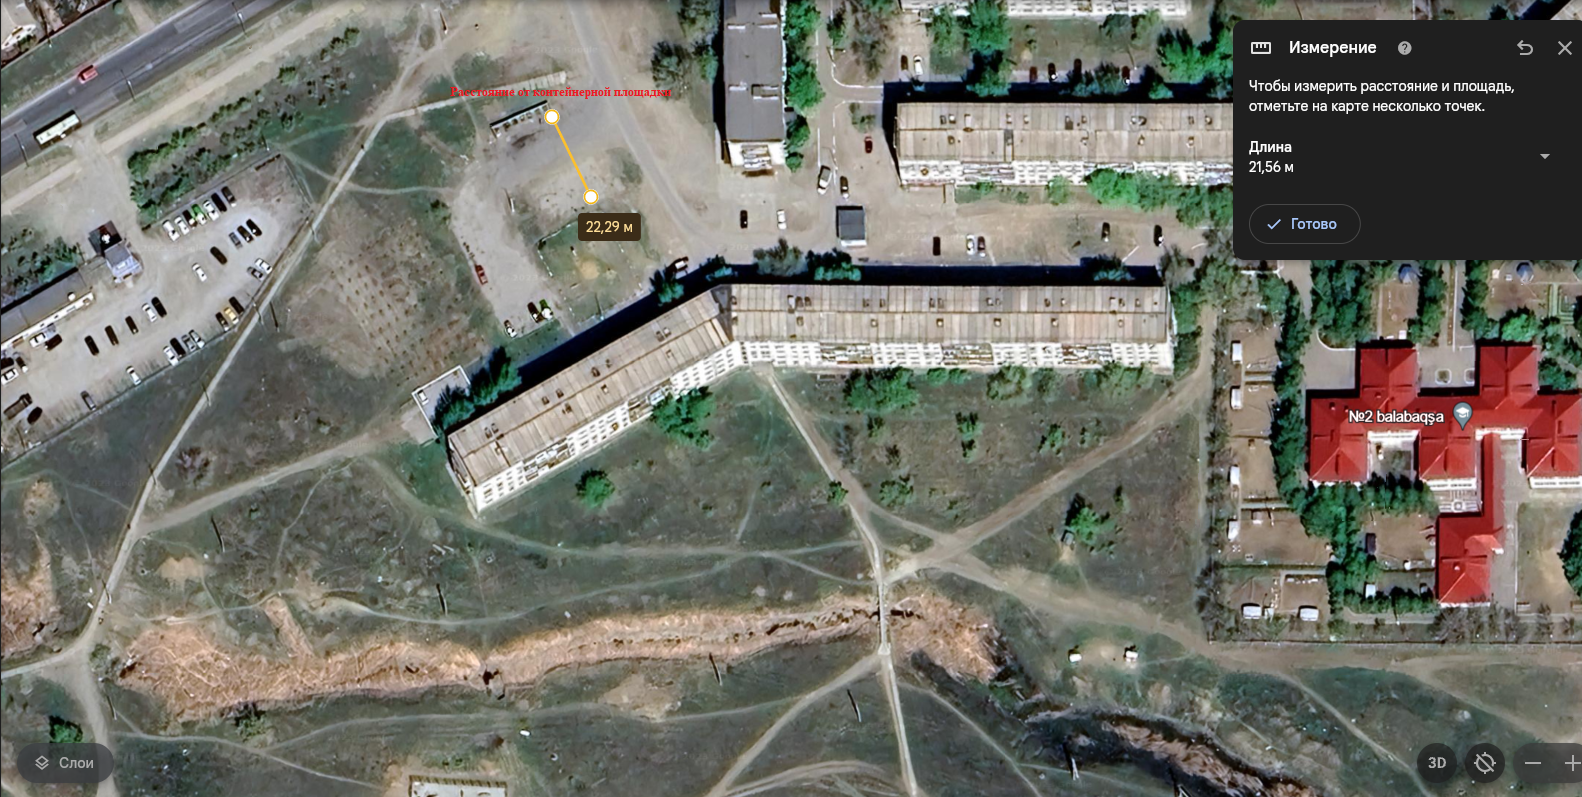 Измерение
Чтобы измерить расстояние и площадь,
отметьте на карте несколько точек.
Длина
21,56 м
Готово
Расстояние от контейнерной площадки
22,29 м
№2 balabaqşa
Слои
3D